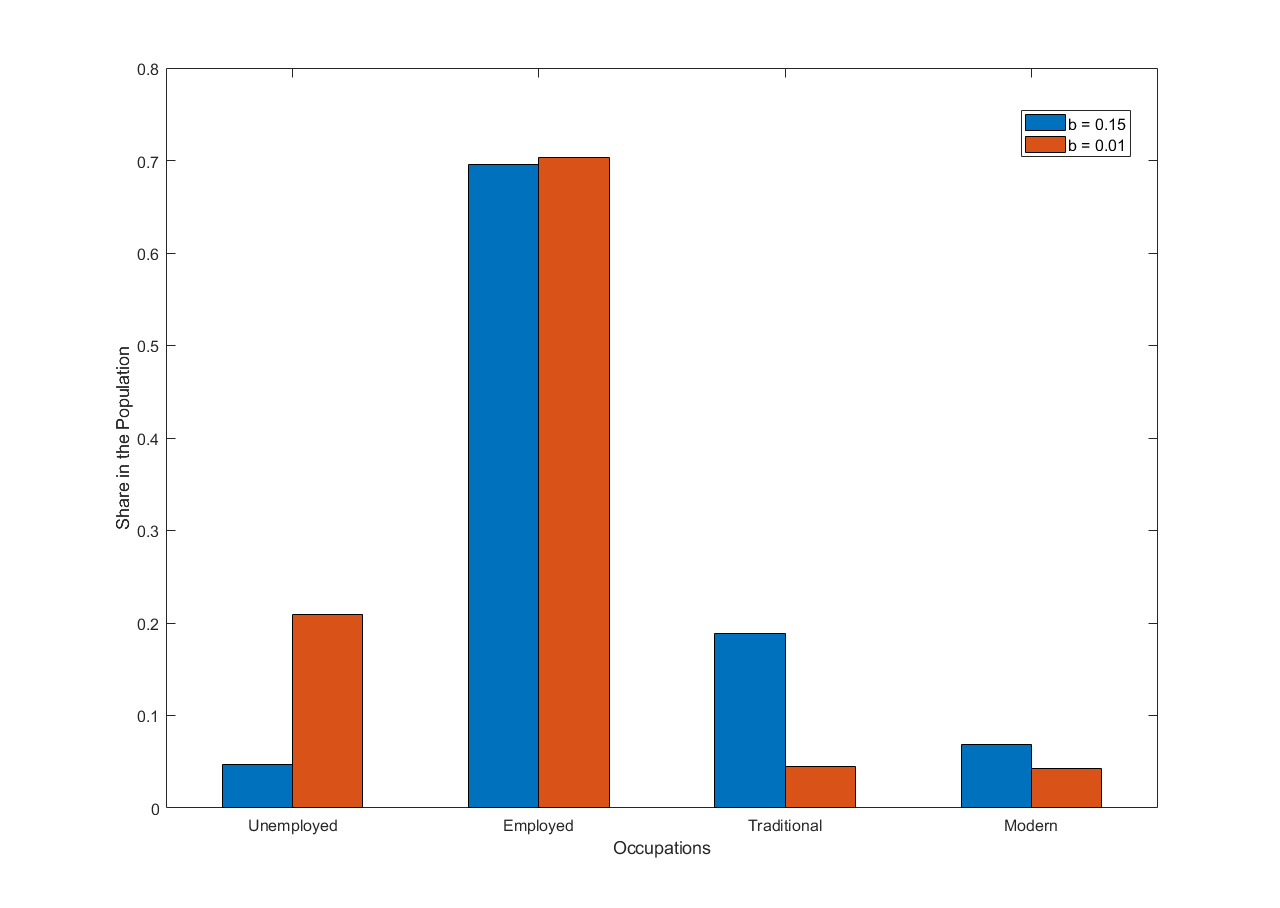 0.8
0.7
0.6
0.5
0.4
0.3
0.2
0.1
0
Share in the Population
b = 0.15
b = 0.01
Unemployed
Employed
Traditional
Modern
Occupations